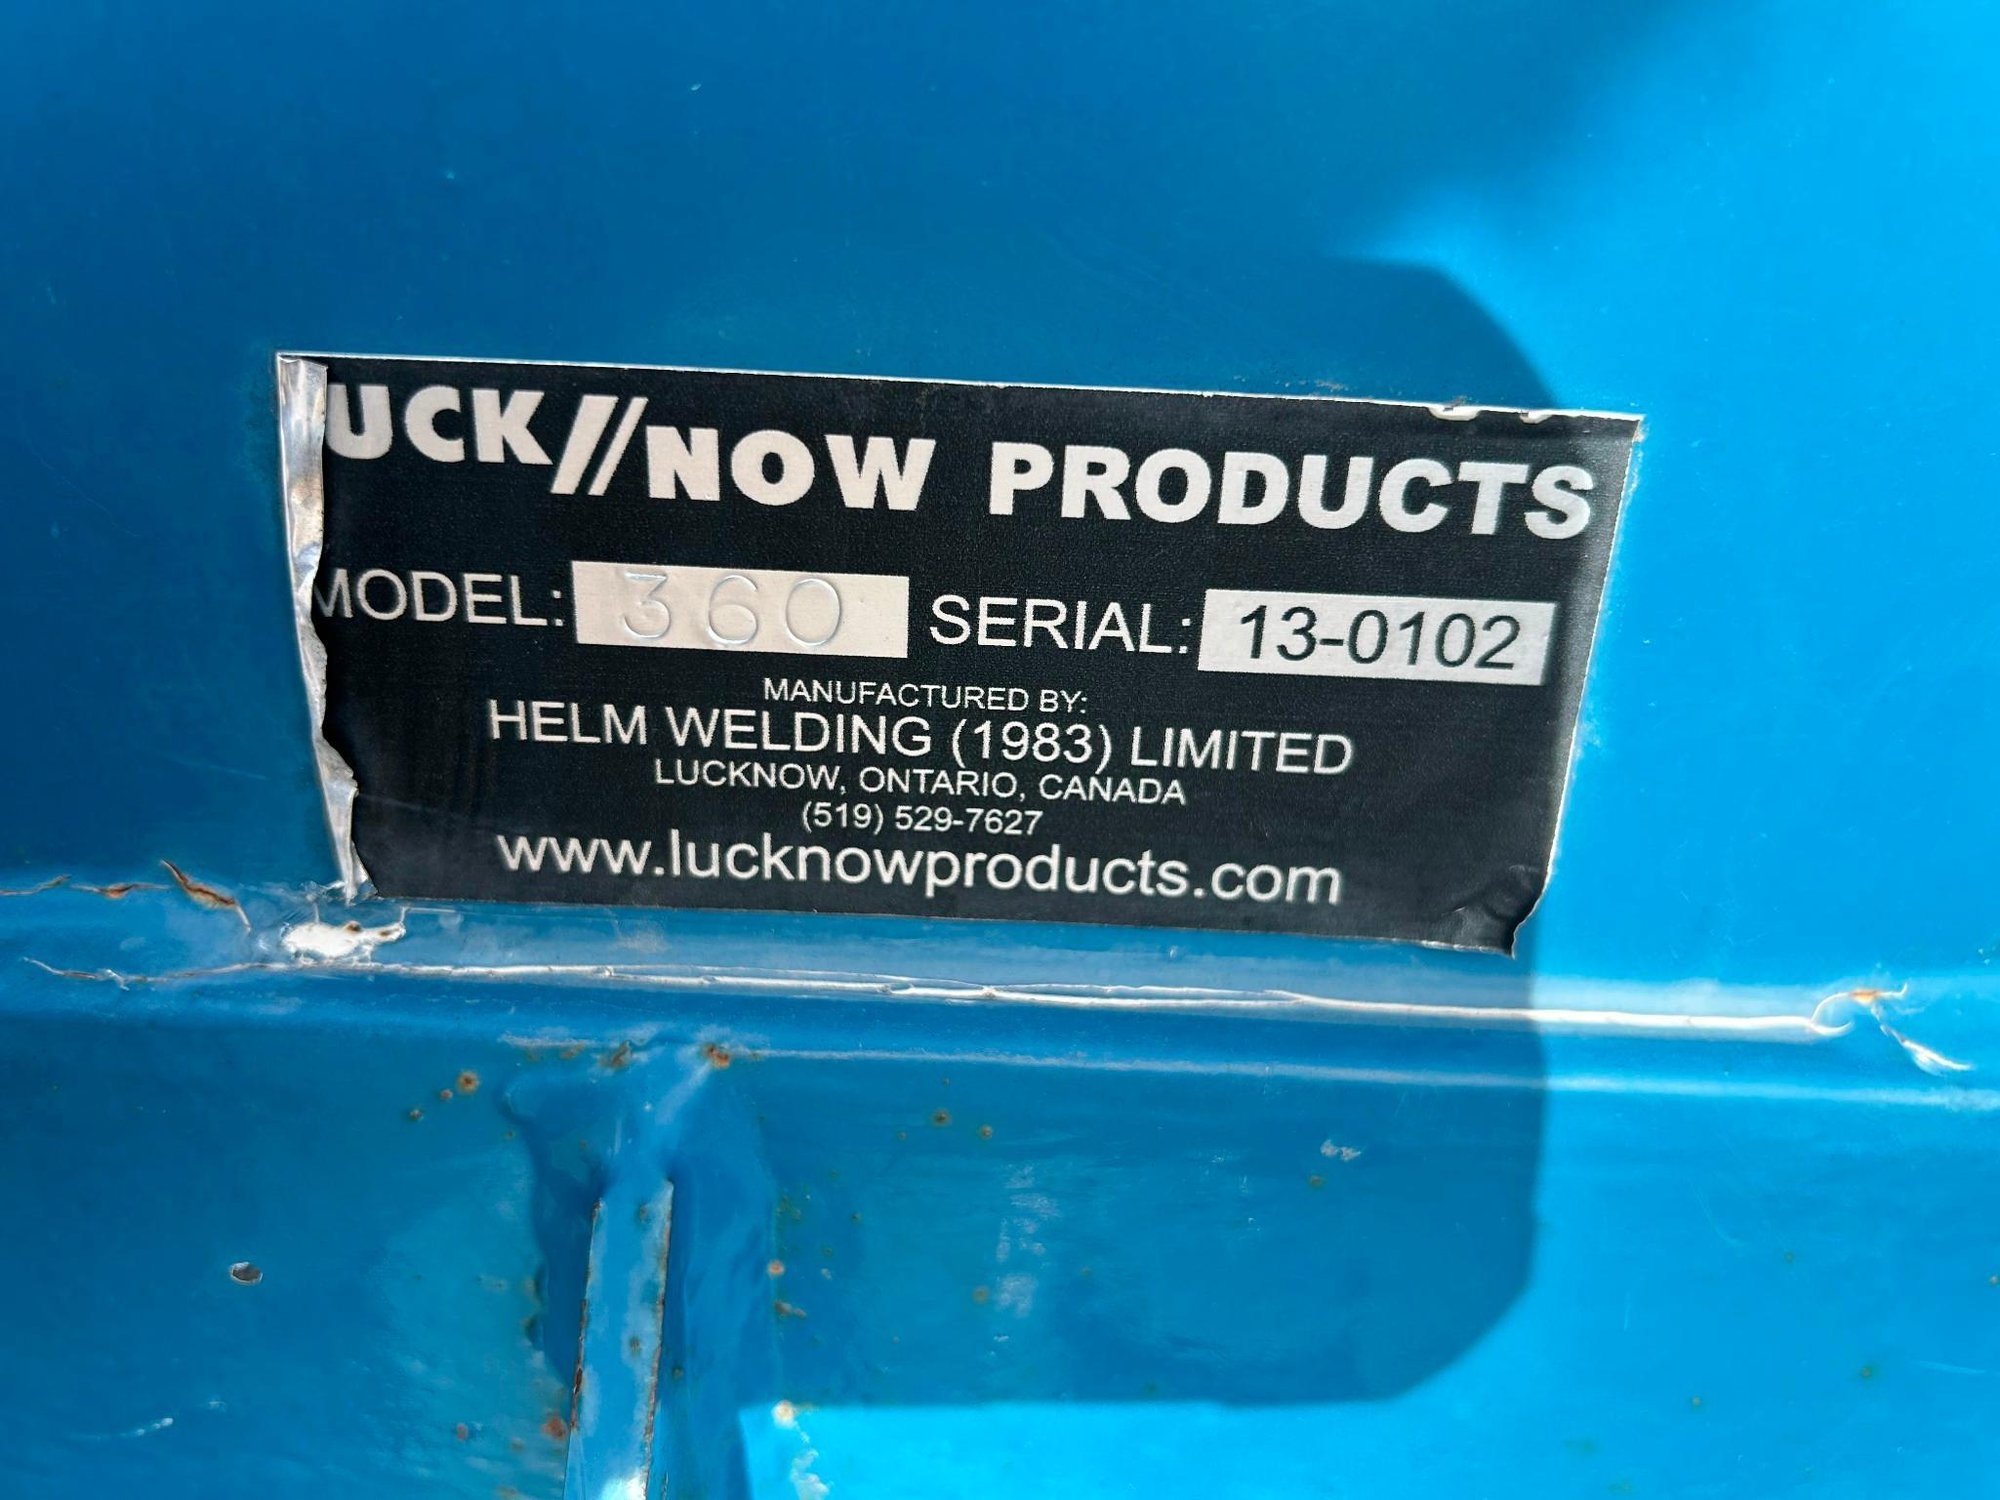 UCK//NOW PRODUCTS
MODEL: 360 SERIAL: 13-0102
MANUFACTURED BY:
HELM WELDING (1983) LIMITED
LUCKNOW, ONTARIO, CANADA
(519) 529-7627
www.lucknowproducts.com